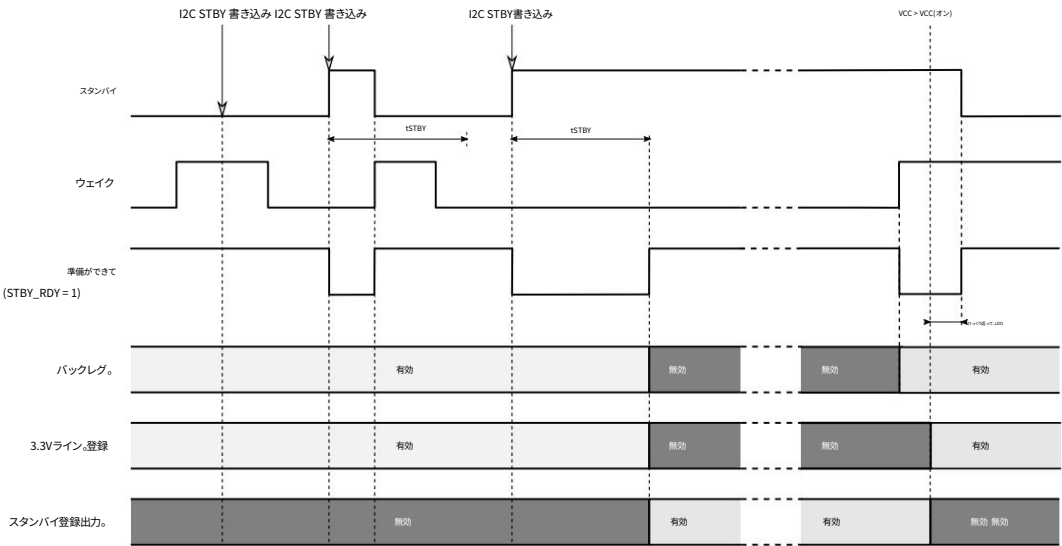 I2C STBY 書き込み I2C STBY 書き込み
I2C STBY書き込み
VCC > VCC(オン)
スタンバイ
tSTBY
tSTBY
ウェイク
準備ができて
(STBY_RDY = 1)
バックレグ。
有効
無効
無効
有効
3.3Vライン。登録
有効
無効
無効
有効
スタンバイ登録出力。
無効
有効
有効
無効 無効